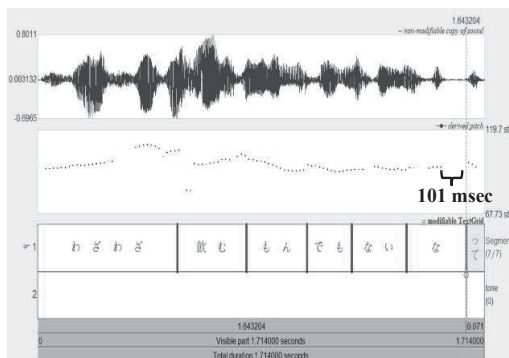 1.643204
0.8011
~ non-modifiable copy of sound
0.003132
-0.6965
derived pitch
119.7 st
101 msec
67.73 st
= modifiable TextGrid
1
わざわざ
飲む
もん
でも
ない
な
って
Segment
(7/7)
2
tone
(0)
1.643204
0.071
0
Visible part 1.714000 seconds
1.714000
Total duration 1.714000 seconds